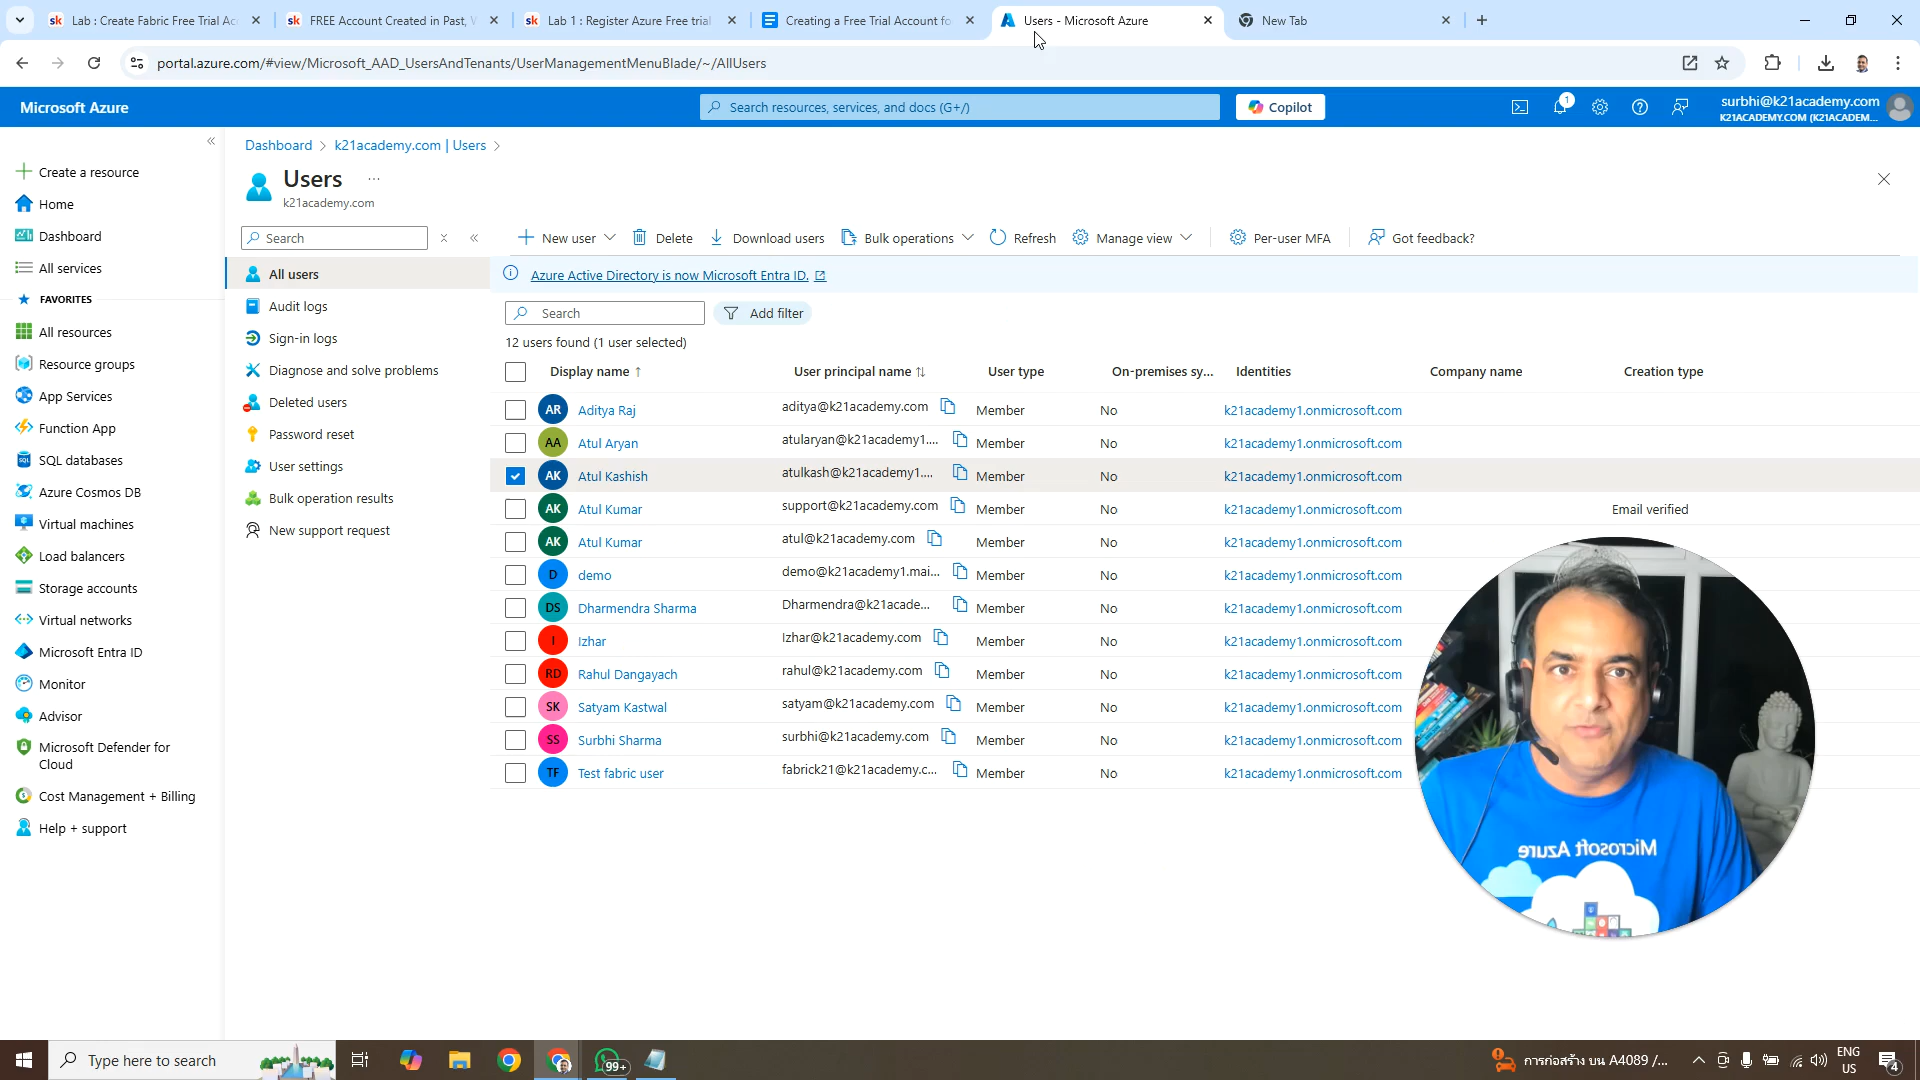 Lab : Create Fabric Free Trial Ac
FREE Account Created in Past, V
Lab 1 : Register Azure Free trial
Creating a Free Trial Account fo
Users - Microsoft Azure
New Tab
portal.azure.com/#view/Microsoft_AAD_UsersAndTenants/UserManagementMenuBlade/~/AllUsers
Microsoft Azure
Search resources, services, and docs (G+/)
Copilot
1
surbhi@k21academy.com
K21ACADEMY.COM (K21ACADEM...
Create a resource
Home
Dashboard
All services
FAVORITES
All resources
Resource groups
App Services
Function App
SQL databases
Azure Cosmos DB
Virtual machines
Load balancers
Storage accounts
Virtual networks
Microsoft Entra ID
Monitor
Advisor
Microsoft Defender for
Cloud
Cost Management + Billing
Help + support
Dashboard > k21academy.com | Users >
Users ...
k21academy.com
Search
All users
Audit logs
Sign-in logs
Diagnose and solve problems
Deleted users
Password reset
User settings
Bulk operation results
New support request
New user
Delete
Download users
Bulk operations
Refresh
Manage view
Per-user MFA
Got feedback?
Azure Active Directory is now Microsoft Entra ID.
Search
Add filter
12 users found (1 user selected)
Display name ↑ User principal name ↑↓ User type On-premises sy... Identities Company name Creation type
AR Aditya Raj aditya@k21academy.com Member No k21academy1.onmicrosoft.com
AA Atul Aryan atularyan@k21academy1.... Member No k21academy1.onmicrosoft.com
AK Atul Kashish atulkash@k21academy1.... Member No k21academy1.onmicrosoft.com
AK Atul Kumar support@k21academy.com Member No k21academy1.onmicrosoft.com Email verified
AK Atul Kumar atul@k21academy.com Member No k21academy1.onmicrosoft.com
D demo demo@k21academy1.mai... Member No k21academy1.onmicrosoft.com
DS Dharmendra Sharma Dharmendra@k21acade... Member No k21academy1.onmicrosoft.com
I Izhar Izhar@k21academy.com Member No k21academy1.onmicrosoft.com
RD Rahul Dangayach rahul@k21academy.com Member No k21academy1.onmicrosoft.com
SK Satyam Kastwal satyam@k21academy.com Member No k21academy1.onmicrosoft.com
SS Surbhi Sharma surbhi@k21academy.com Member No k21academy1.onmicrosoft.com
TF Test fabric user fabrick21@k21academy.c... Member No k21academy1.onmicrosoft.com
Microsoft Azure
Type here to search
99+
การก่อสร้าง บน A4089 /...
ENG
US
4